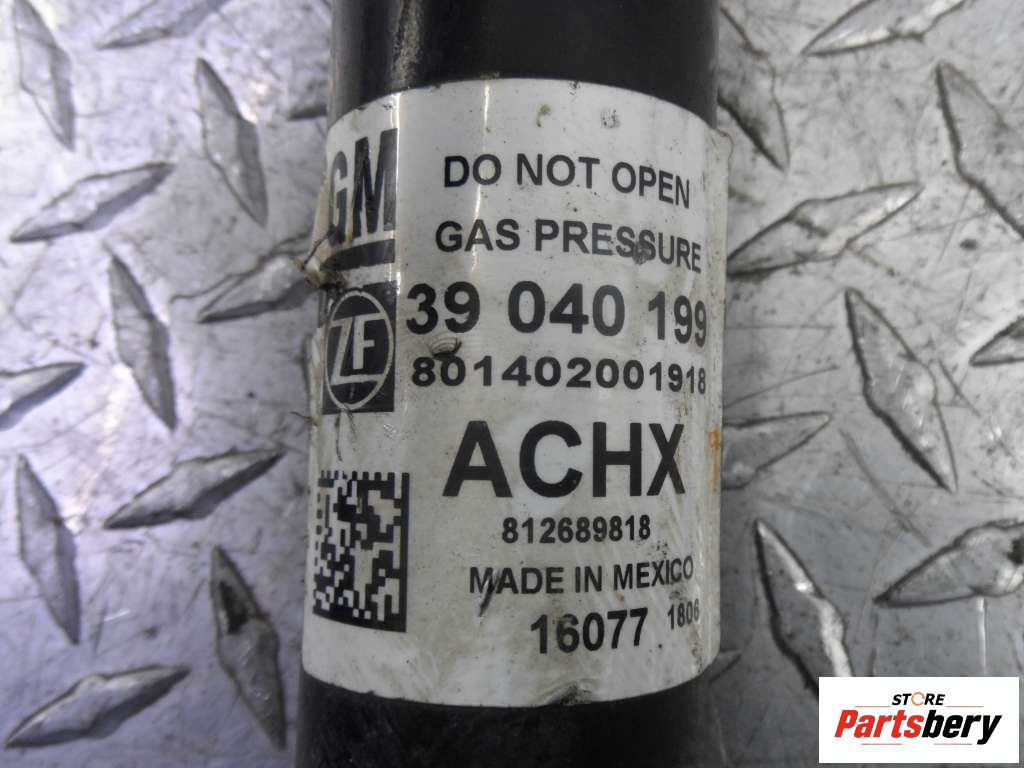 GM
DO NOT OPEN
GAS PRESSURE
ZF
39 040 199
801402001918
ACHX
812689818
MADE IN MEXICO
16077 1806
STORE
Partsbery